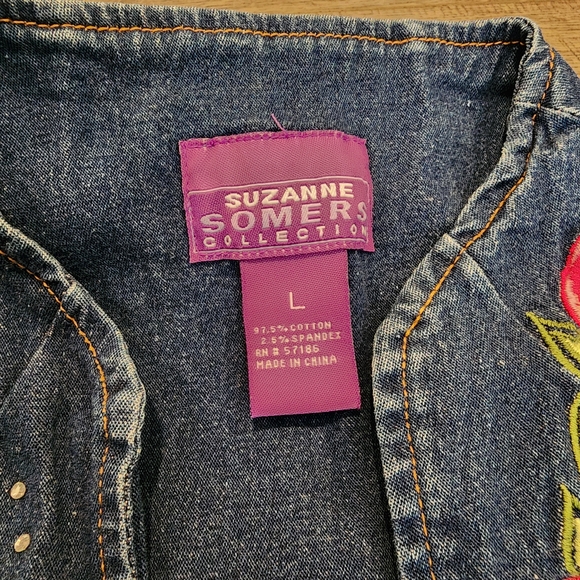 SUZANNE
SOMERS
COLLECTION
L
97.5% COTTON
2.5% SPANDEX
RN # 57186
MADE IN CHINA